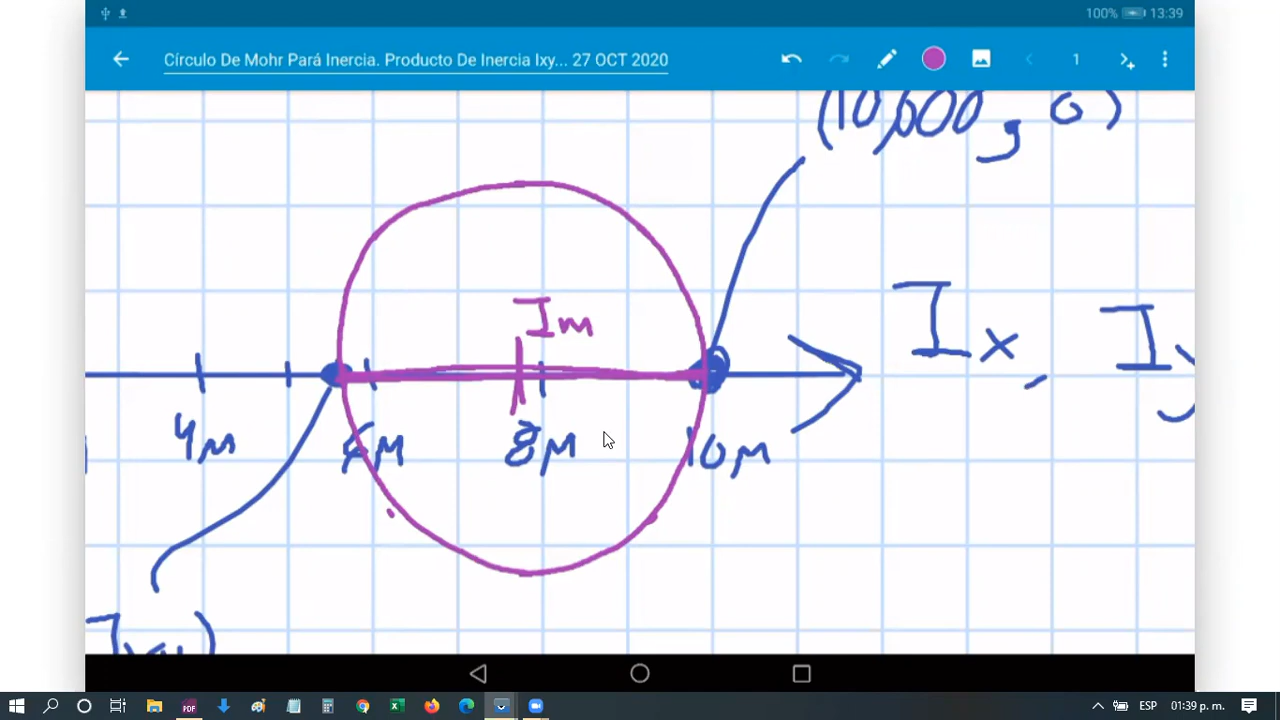 100% 13:39
Círculo De Mohr Pará Inercia. Producto De Inercia Ixy... 27 OCT 2020
1
(10,000, 0)
Im
Ix, Iy
4M 6M 8M 10M
ESP 01:39 p. m.